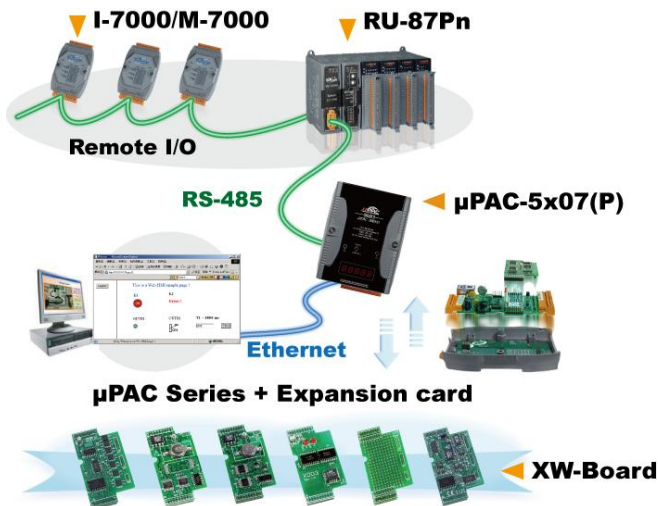 I-7000/M-7000
RU-87Pn
Remote I/O
RS-485
µPAC-5x07(P)
Ethernet
µPAC Series + Expansion card
XW-Board